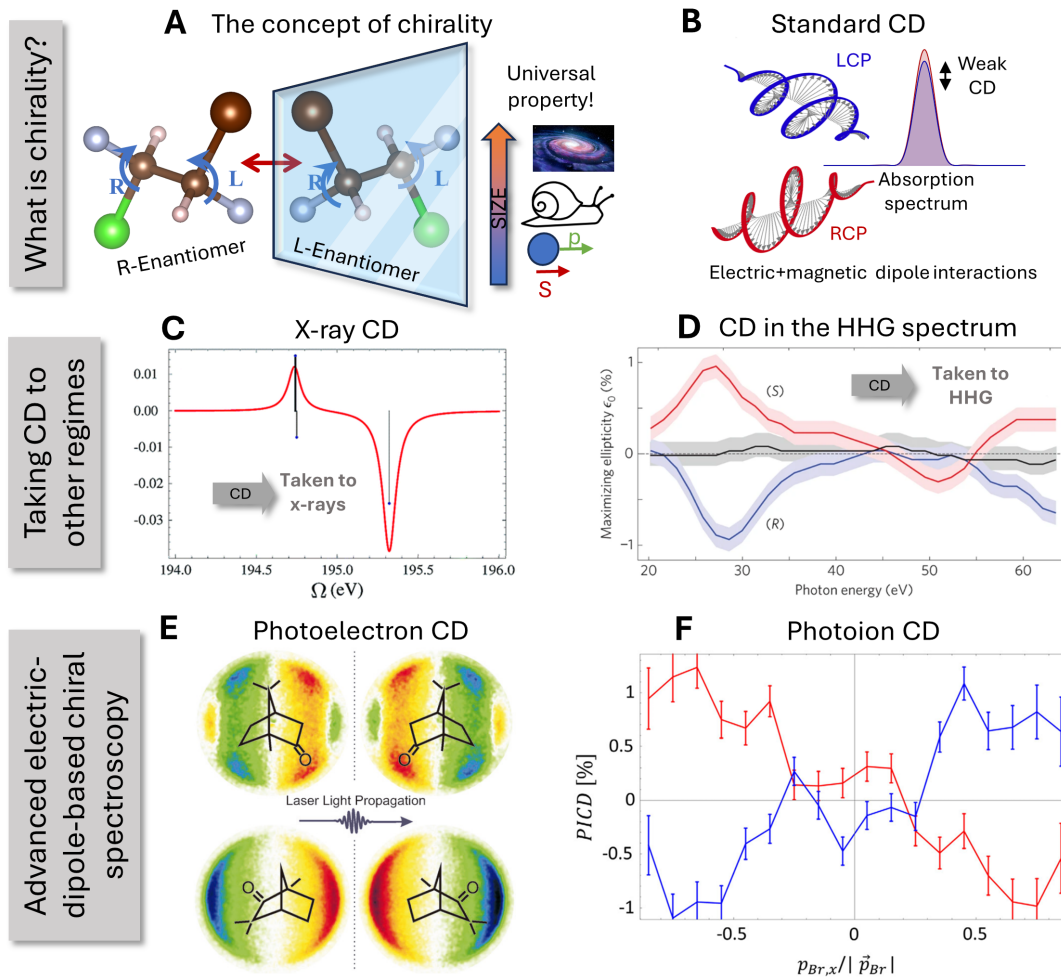 What is chirality?
A
The concept of chirality
R
L
R-Enantiomer
R
L
L-Enantiomer
Universal
property!
SIZE
p
S
B
Standard CD
LCP
Weak
CD
RCP
Absorption
spectrum
Electric+magnetic dipole interactions
Taking CD to
other regimes
C
X-ray CD
0.01
0.00
-0.01
-0.02
-0.03
CD
Taken to
x-rays
194.0
194.5
195.0
195.5
196.0
Ω (eV)
D
CD in the HHG spectrum
Maximizing ellipticity ϵ₀ (%)
1
0
−1
(S)
(R)
CD
Taken to
HHG
20
30
40
50
60
Photon energy (eV)
Advanced electric-
dipole-based chiral
spectroscopy
E
Photoelectron CD
O
O
Laser Light Propagation
O
O
F
Photoion CD
PICD [%]
1
0.5
0
-0.5
-1
-0.5
0
0.5
p_Br,x/| p⃗_Br|